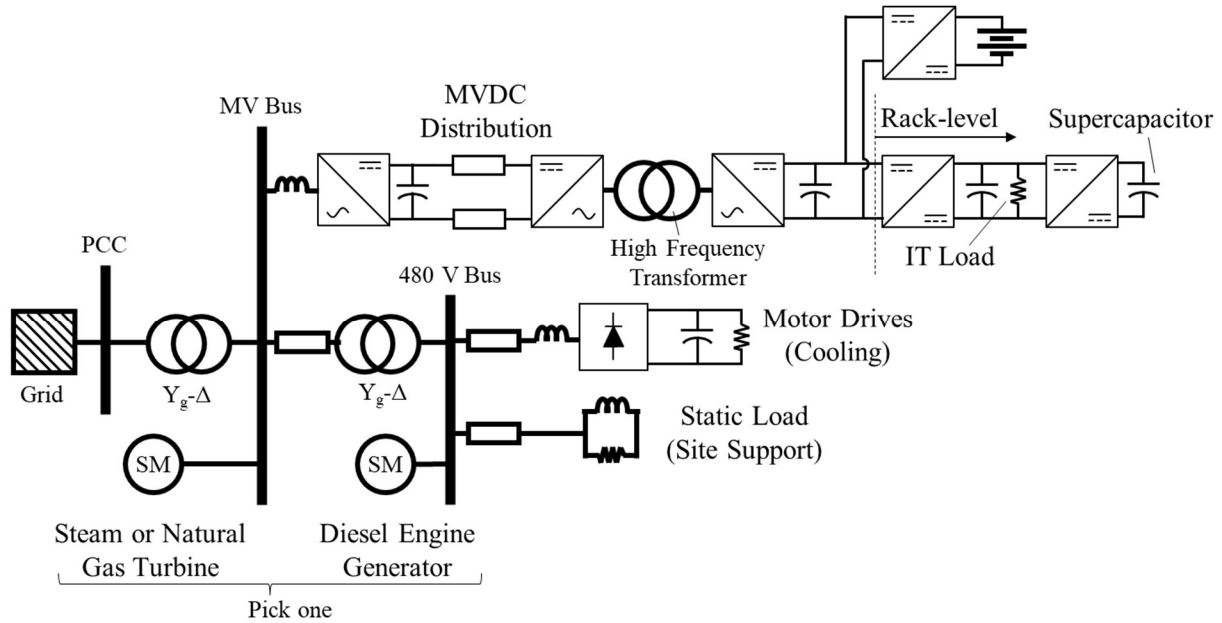 MV Bus
MVDC
Distribution
Rack-level
Supercapacitor
High Frequency
Transformer
IT Load
PCC
480 V Bus
Motor Drives
(Cooling)
Grid
Yg-Δ
Yg-Δ
Static Load
(Site Support)
SM
SM
Steam or Natural
Gas Turbine
Diesel Engine
Generator
Pick one